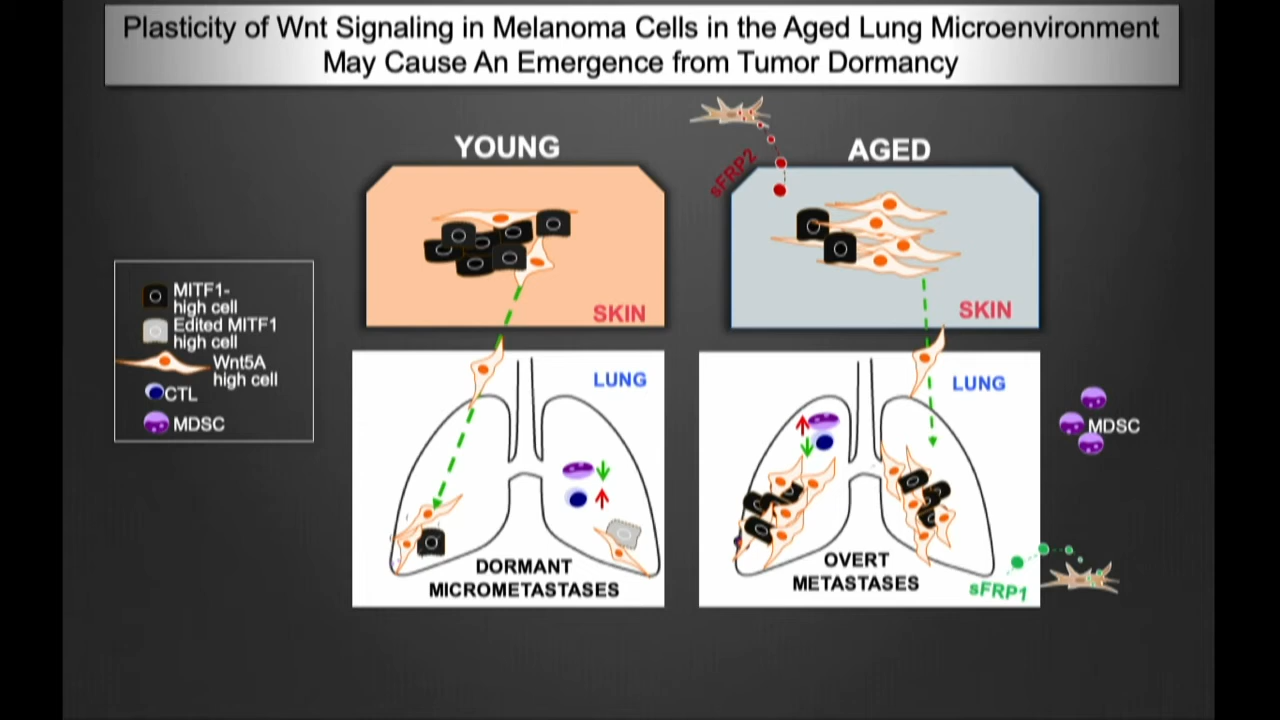 Plasticity of Wnt Signaling in Melanoma Cells in the Aged Lung Microenvironment
May Cause An Emergence from Tumor Dormancy
YOUNG
AGED
sFRP2
SKIN
SKIN
MITF1-
high cell
Edited MITF1
high cell
Wnt5A
high cell
CTL
MDSC
LUNG
LUNG
MDSC
DORMANT
MICROMETASTASES
OVERT
METASTASES
sFRP1